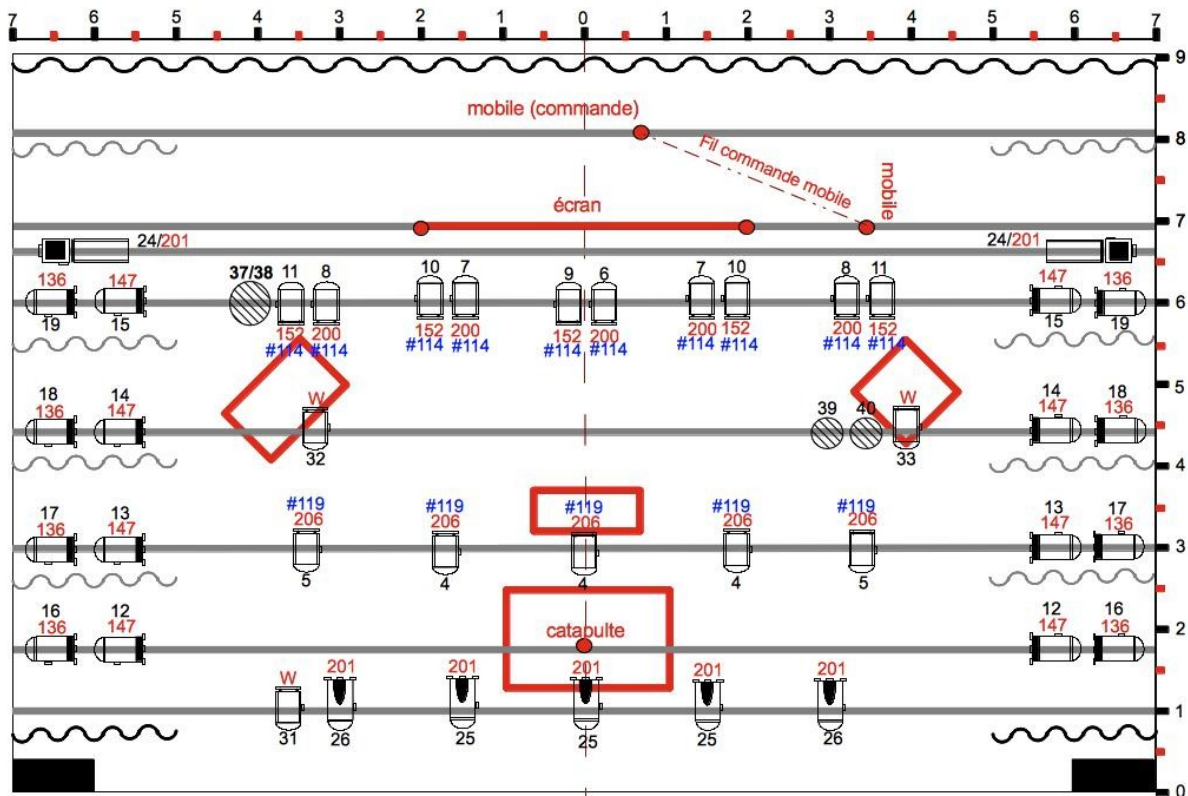 7 6 5 4 3 2 1 0 1 2 3 4 5 6 7
9
mobile (commande)
8
Fil commande mobile
mobile
écran
7
24/201 24/201
136 147 37/38 11 8 10 7 9 6 7 10 8 11 147 136
6
19 15 152 200 152 200 152 200 200 152 200 152 15 19
#114 #114 #114 #114 #114 #114 #114 #114 #114 #114
5
18 14 W W 14 18
136 147 39 40 147 136
32 33
4
#119 #119 #119 #119 #119
17 13 206 206 206 206 206 13 17
136 147 147 136
3
5 4 4 4 5
16 12 12 16
136 147 catapulte 147 136
2
W 201 201 201 201 201
1
31 26 25 25 25 26
0